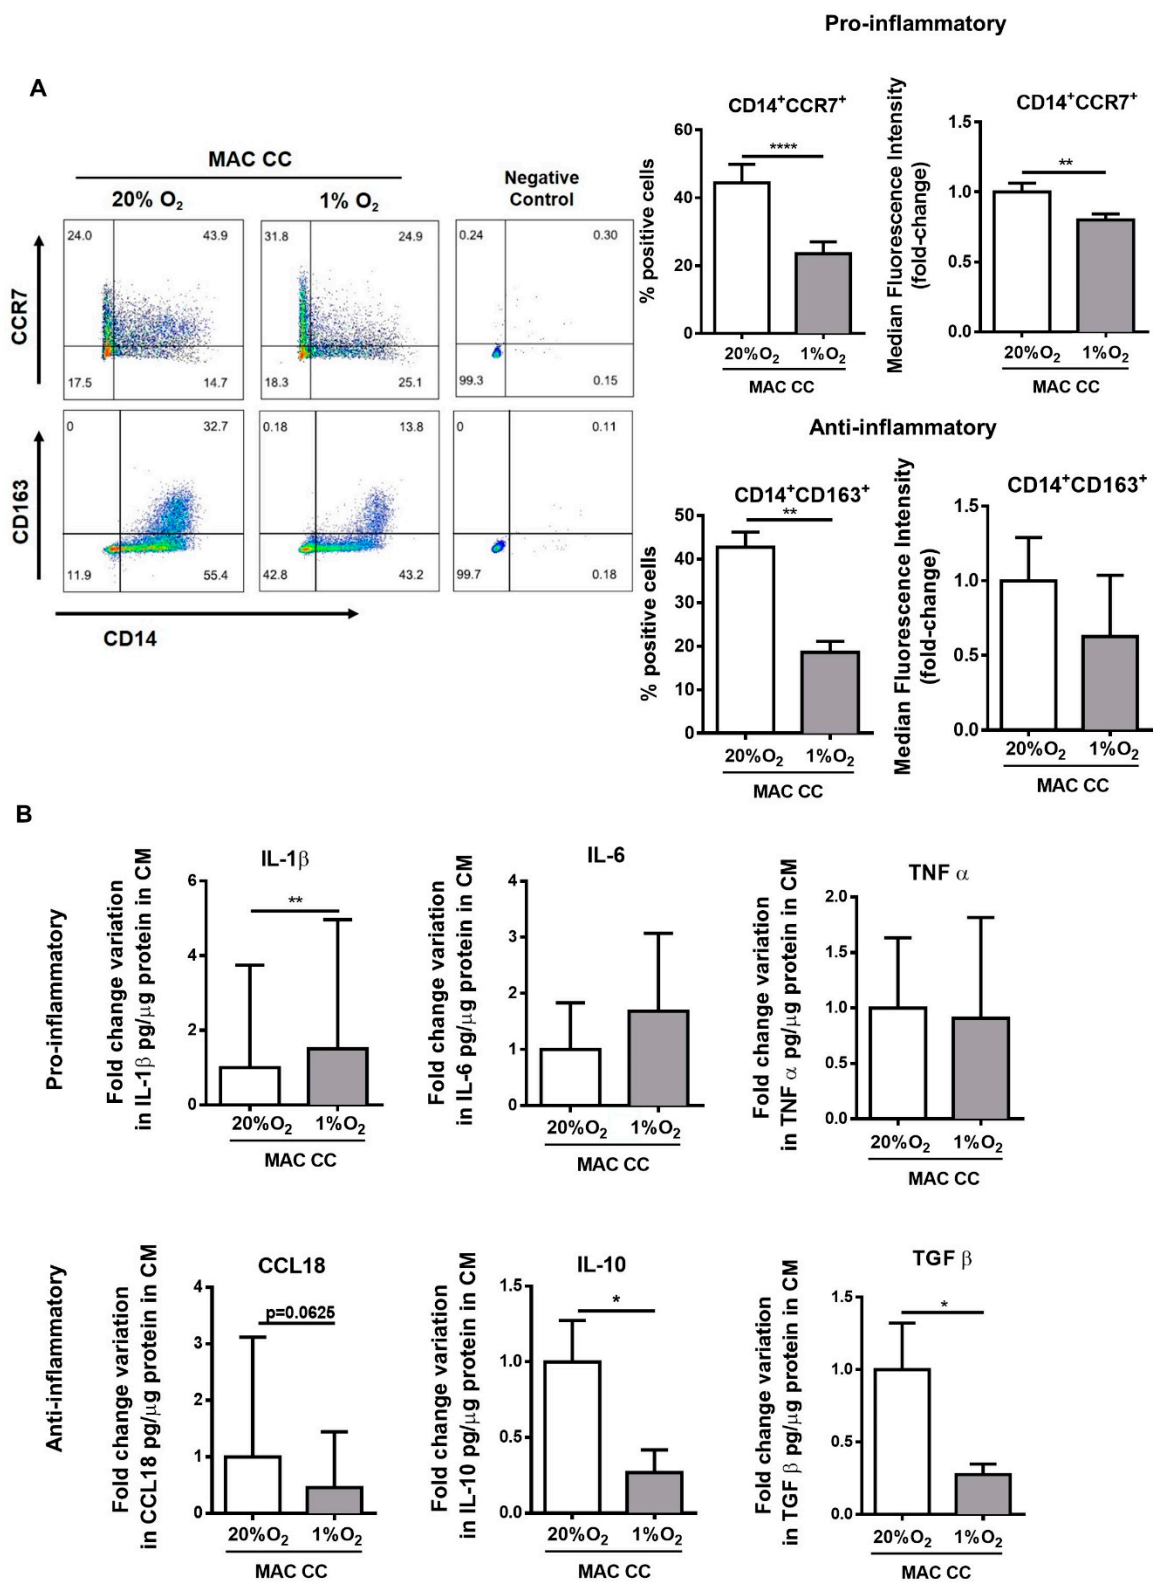 Pro-inflammatory
A
MAC CC
20% O2
1% O2
Negative
Control
CCR7
24.0
43.9
17.5
14.7
31.8
24.9
18.3
25.1
0.24
0.30
99.3
0.15
CD163
0
32.7
11.9
55.4
0.18
13.8
42.8
43.2
0
0.11
99.7
0.18
CD14
CD14+CCR7+
% positive cells
60
40
20
0
****
20%O2
1%O2
MAC CC
CD14+CCR7+
Median Fluorescence Intensity
(fold-change)
1.5
1.0
0.5
0.0
**
20%O2
1%O2
MAC CC
Anti-inflammatory
CD14+CD163+
% positive cells
50
40
30
20
10
0
**
20%O2
1%O2
MAC CC
CD14+CD163+
Median Fluorescence Intensity
(fold-change)
1.5
1.0
0.5
0.0
20%O2
1%O2
MAC CC
B
Pro-inflammatory
IL-1β
Fold change variation
in IL-1β pg/μg protein in CM
6
4
2
0
**
20%O2
1%O2
MAC CC
IL-6
Fold change variation
in IL-6 pg/μg protein in CM
4
3
2
1
0
20%O2
1%O2
MAC CC
TNF α
Fold change variation
in TNF α pg/μg protein in CM
2.0
1.5
1.0
0.5
0.0
20%O2
1%O2
MAC CC
Anti-inflammatory
CCL18
Fold change variation
in CCL18 pg/μg protein in CM
4
3
2
1
0
p=0.0625
20%O2
1%O2
MAC CC
IL-10
Fold change variation
in IL-10 pg/μg protein in CM
1.5
1.0
0.5
0.0
*
20%O2
1%O2
MAC CC
TGF β
Fold change variation
in TGF β pg/μg protein in CM
1.5
1.0
0.5
0.0
*
20%O2
1%O2
MAC CC